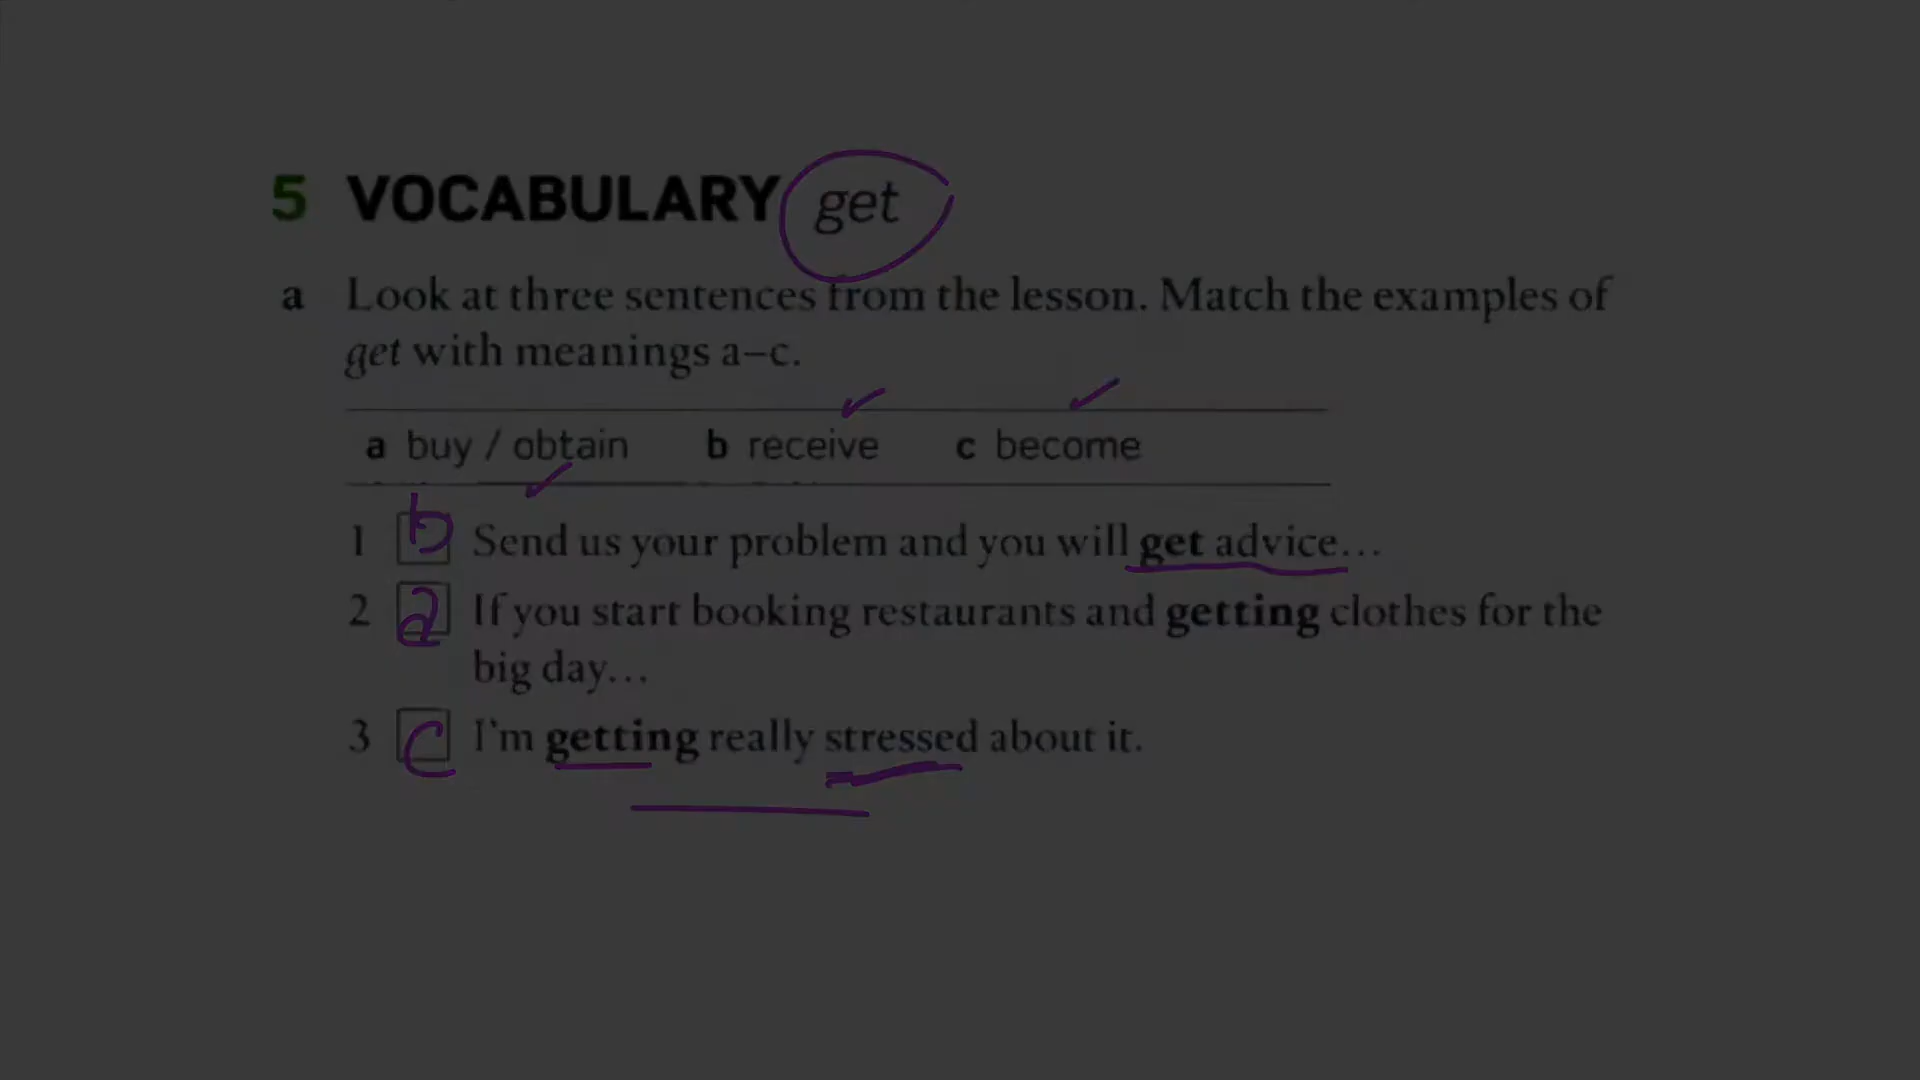 5 VOCABULARY get
a Look at three sentences from the lesson. Match the examples of
get with meanings a–c.
a buy / obtain b receive c become
1 b Send us your problem and you will get advice…
2 a If you start booking restaurants and getting clothes for the
big day…
3 c I'm getting really stressed about it.